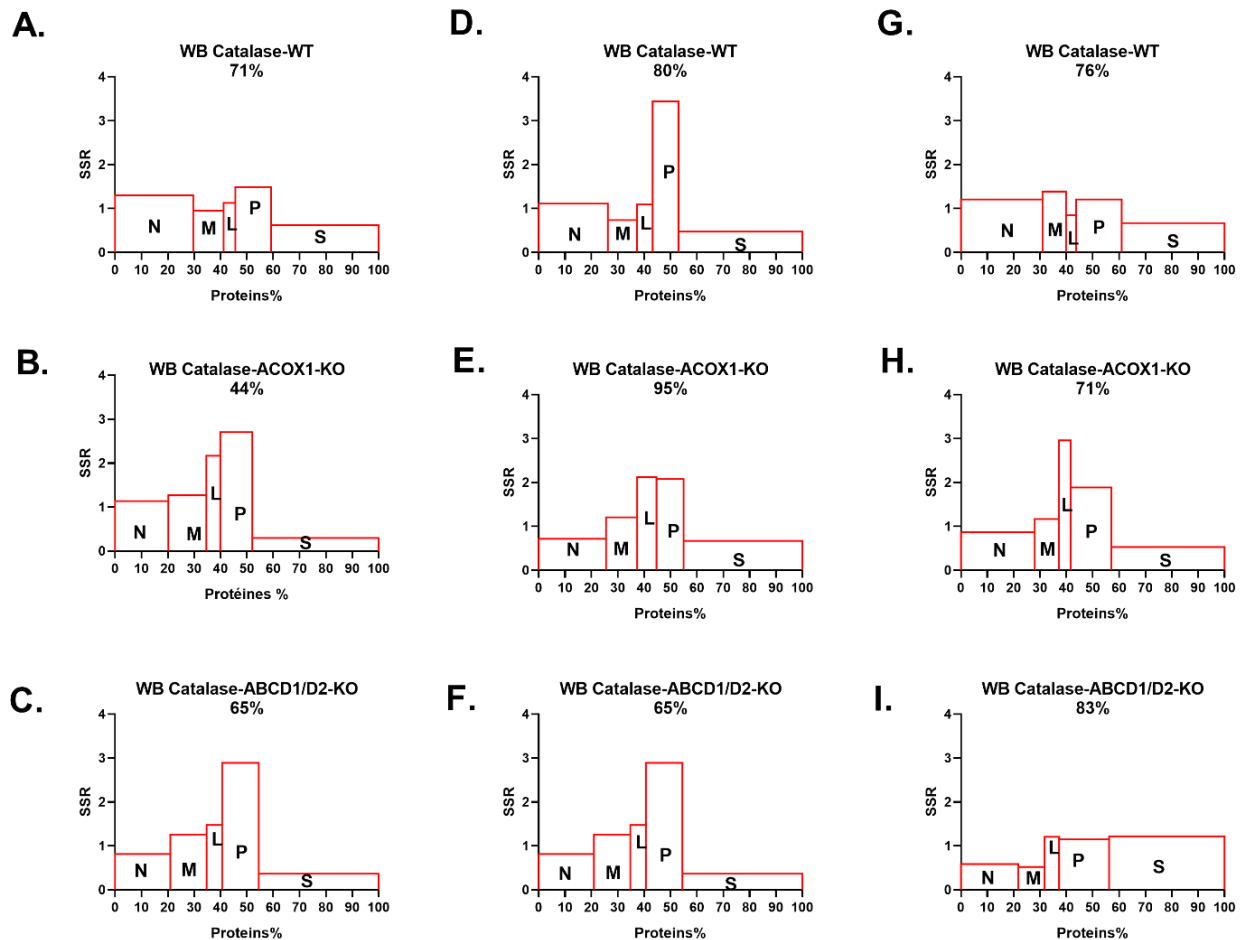 A.
WB Catalase-WT
71%
4
3
2
1
0
SSR
N
M
L
P
S
0 10 20 30 40 50 60 70 80 90 100
Proteins%
D.
WB Catalase-WT
80%
4
3
2
1
0
SSR
N
M
L
P
S
0 10 20 30 40 50 60 70 80 90 100
Proteins%
G.
WB Catalase-WT
76%
4
3
2
1
0
SSR
N
M
L
P
S
0 10 20 30 40 50 60 70 80 90 100
Proteins%
B.
WB Catalase-ACOX1-KO
44%
4
3
2
1
0
SSR
N
M
L
P
S
0 10 20 30 40 50 60 70 80 90 100
Protéines %
E.
WB Catalase-ACOX1-KO
95%
4
3
2
1
0
SSR
N
M
L
P
S
0 10 20 30 40 50 60 70 80 90 100
Proteins%
H.
WB Catalase-ACOX1-KO
71%
4
3
2
1
0
SSR
N
M
L
P
S
0 10 20 30 40 50 60 70 80 90 100
Proteins%
C.
WB Catalase-ABCD1/D2-KO
65%
4
3
2
1
0
SSR
N
M
L
P
S
0 10 20 30 40 50 60 70 80 90 100
Proteins%
F.
WB Catalase-ABCD1/D2-KO
65%
4
3
2
1
0
SSR
N
M
L
P
S
0 10 20 30 40 50 60 70 80 90 100
Proteins%
I.
WB Catalase-ABCD1/D2-KO
83%
4
3
2
1
0
SSR
N
M
L
P
S
0 10 20 30 40 50 60 70 80 90 100
Proteins%